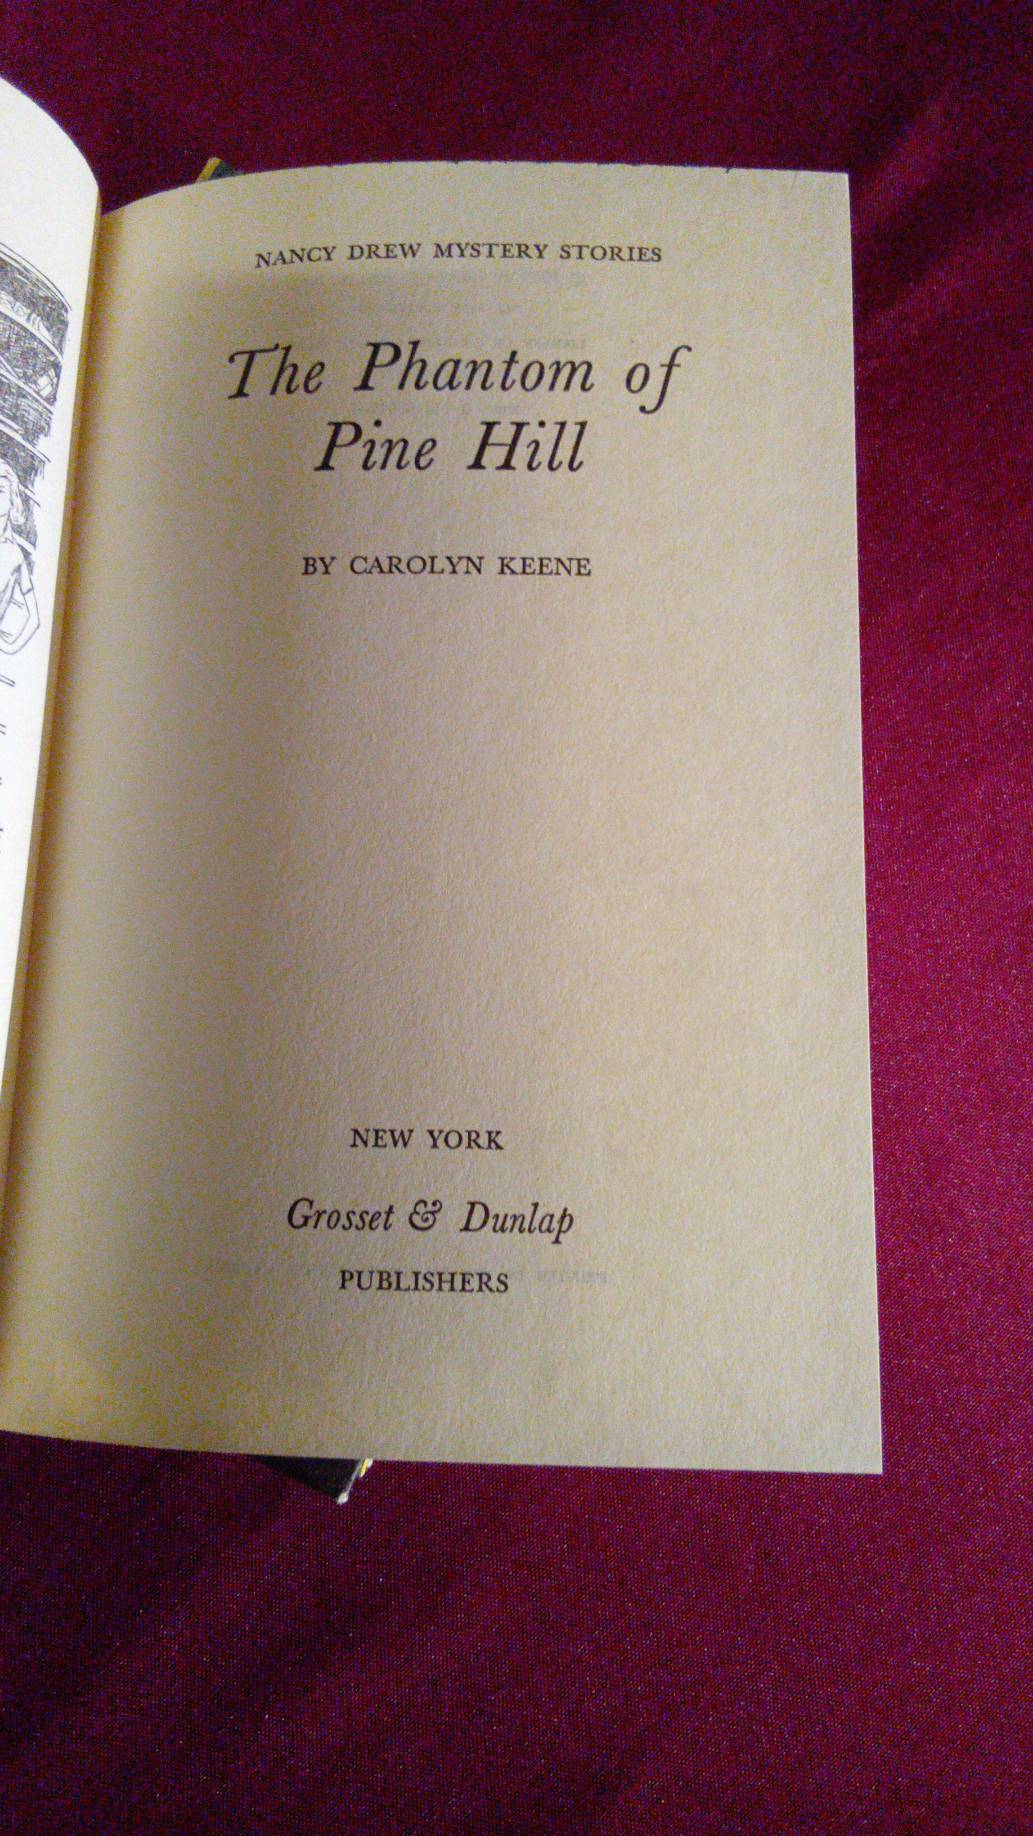 NANCY DREW MYSTERY STORIES
The Phantom of
Pine Hill
BY CAROLYN KEENE
NEW YORK
Grosset & Dunlap
PUBLISHERS